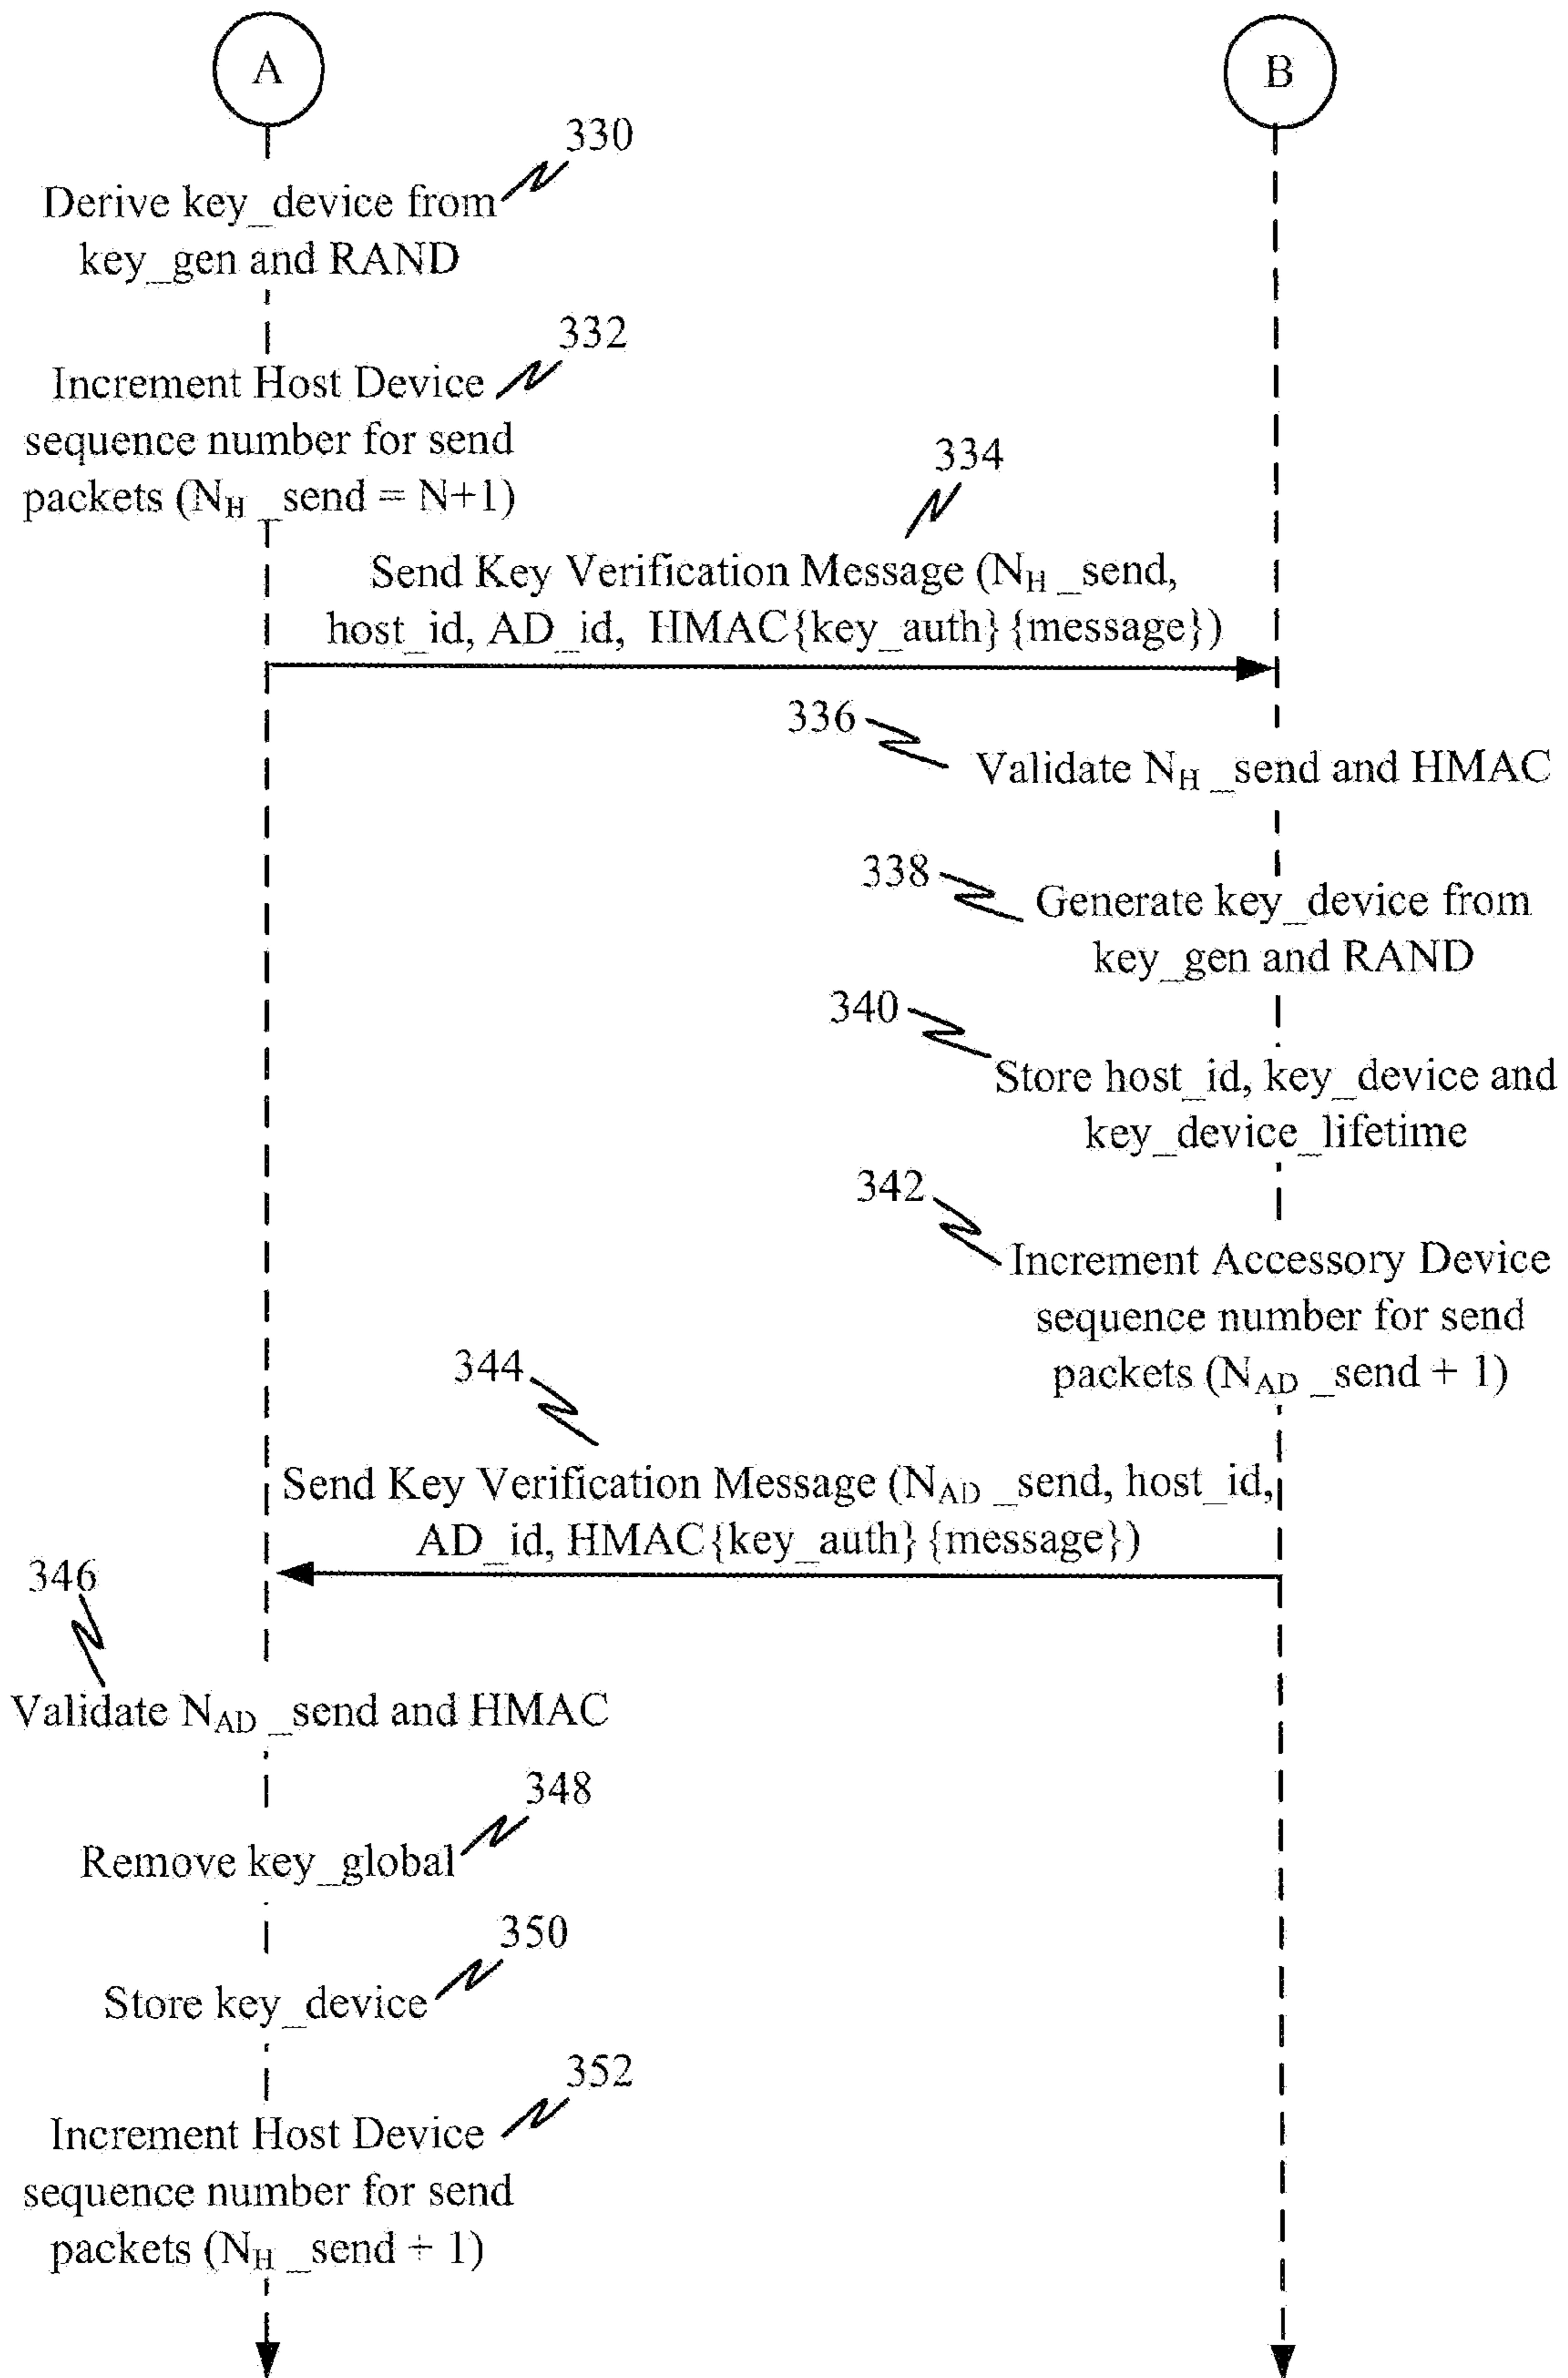 A
B
330
Derive key_device from
key_gen and RAND
332
Increment Host Device
sequence number for send
packets (NH _send = N+1)
334
Send Key Verification Message (NH _send,
host_id, AD_id, HMAC{key_auth}{message})
336
Validate NH _send and HMAC
338
Generate key_device from
key_gen and RAND
340
Store host_id, key_device and
key_device_lifetime
342
Increment Accessory Device
sequence number for send
packets (NAD _send + 1)
344
Send Key Verification Message (NAD _send, host_id,
AD_id, HMAC{key_auth}{message})
346
Validate NAD _send and HMAC
348
Remove key_global
350
Store key_device
352
Increment Host Device
sequence number for send
packets (NH _send + 1)